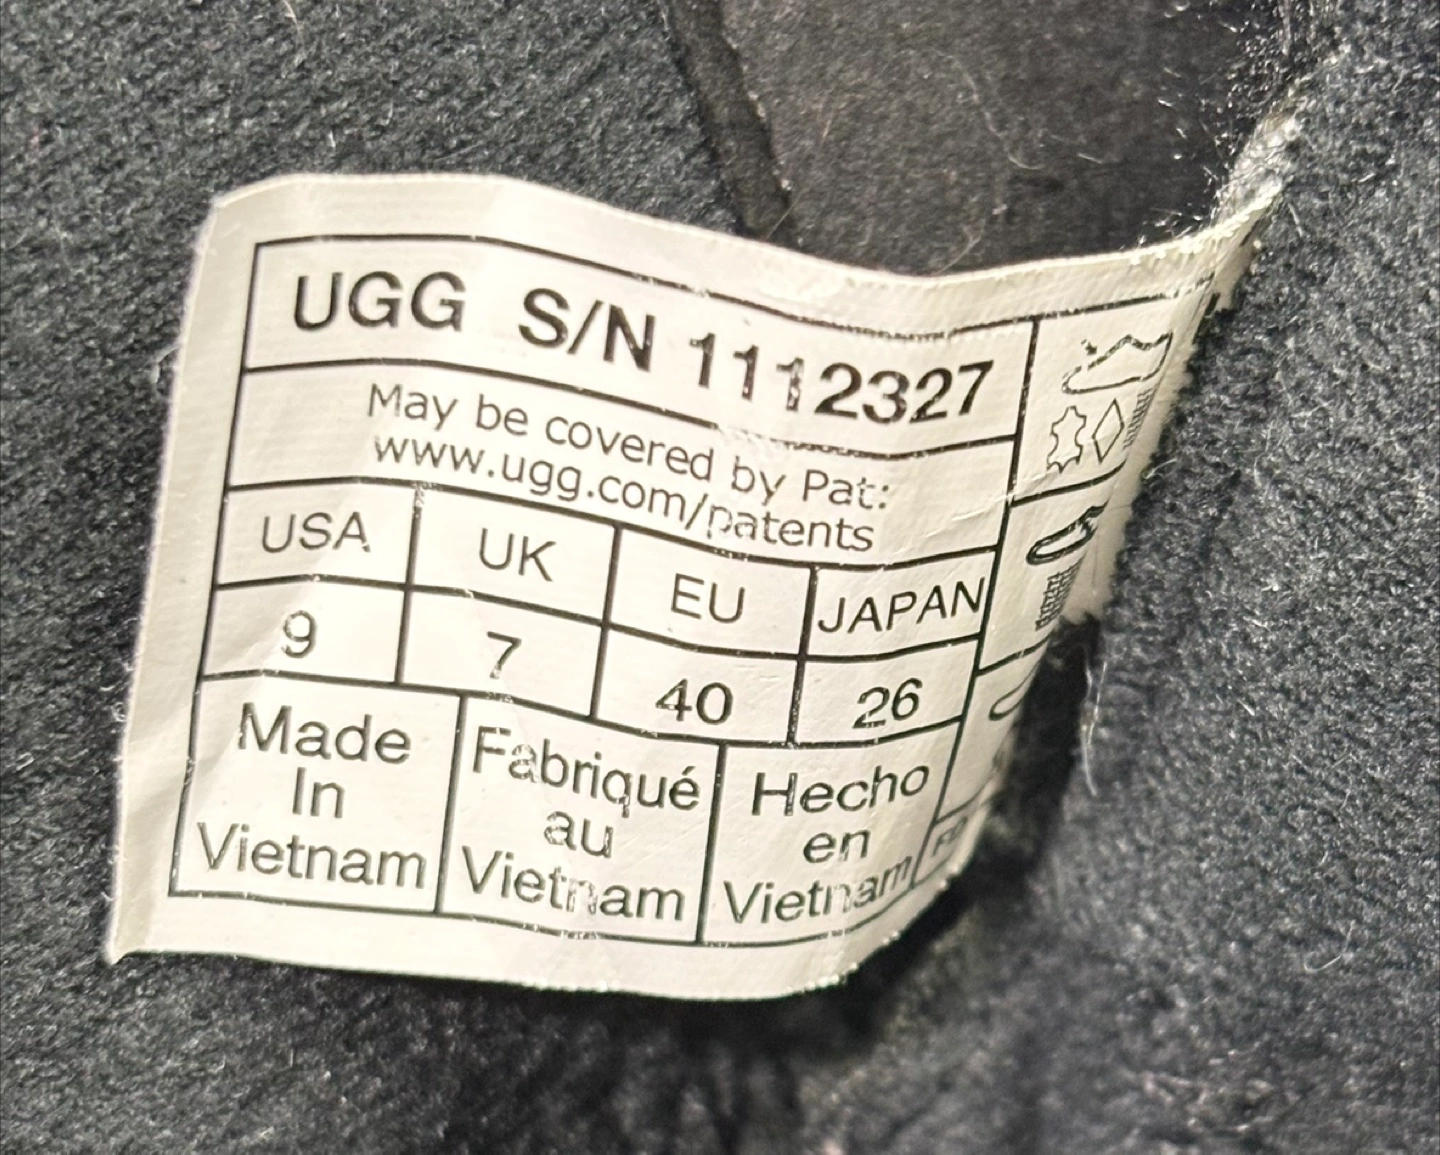 UGG S/N 1112327
May be covered by Pat:
www.ugg.com/patents
USA UK EU JAPAN
9 7 40 26
Made
In
Vietnam
Fabriqué
au
Vietnam
Hecho
en
Vietnam